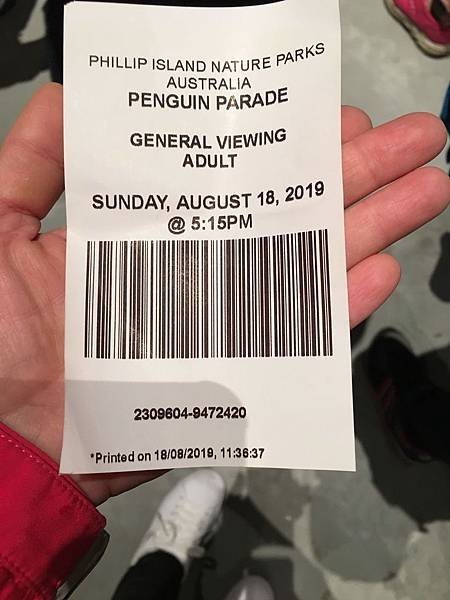 PHILLIP ISLAND NATURE PARKS
AUSTRALIA
PENGUIN PARADE
GENERAL VIEWING
ADULT
SUNDAY, AUGUST 18, 2019
@ 5:15PM
2309604-9472420
*Printed on 18/08/2019, 11:36:37